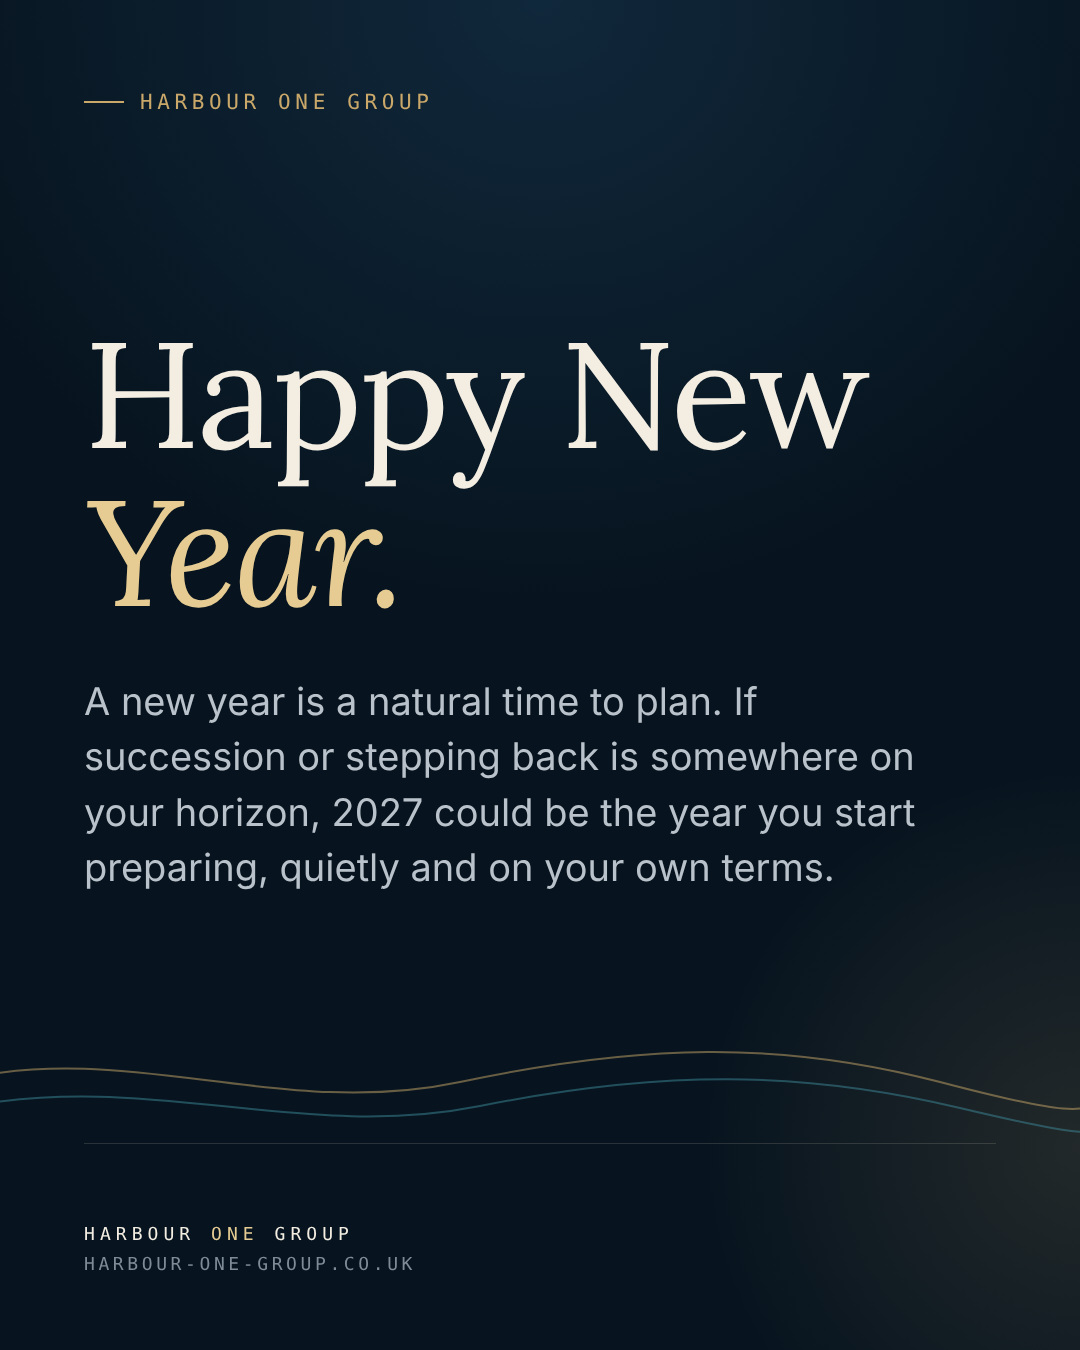 HARBOUR ONE GROUP
Happy New
Year.
A new year is a natural time to plan. If
succession or stepping back is somewhere on
your horizon, 2027 could be the year you start
preparing, quietly and on your own terms.
HARBOUR ONE GROUP
HARBOUR-ONE-GROUP.CO.UK